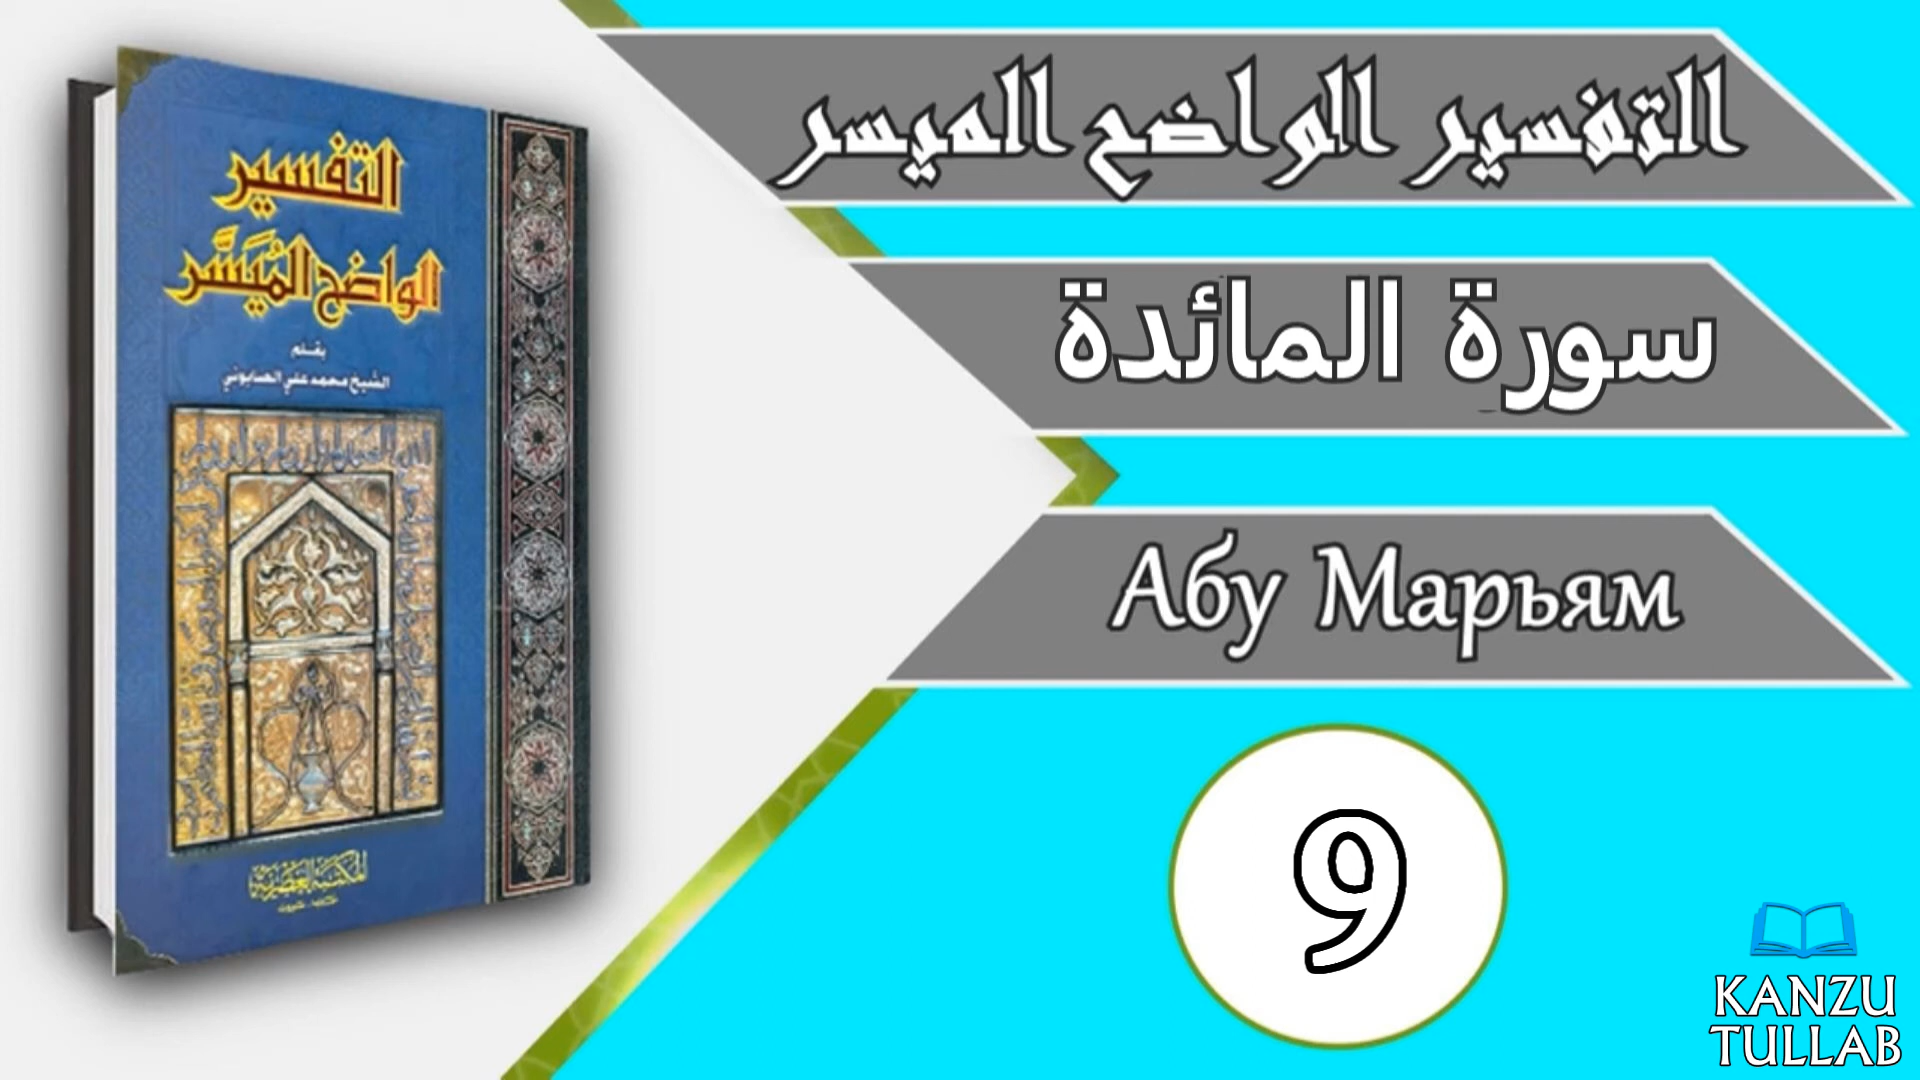 التفسير
الواضح المُيَسَّر
بقلم
الشيخ محمد علي الصابوني
المكتبة العصرية
التفسير الواضح الميسر
سورة المائدة
Абу Марьям
9
KANZU
TULLAB